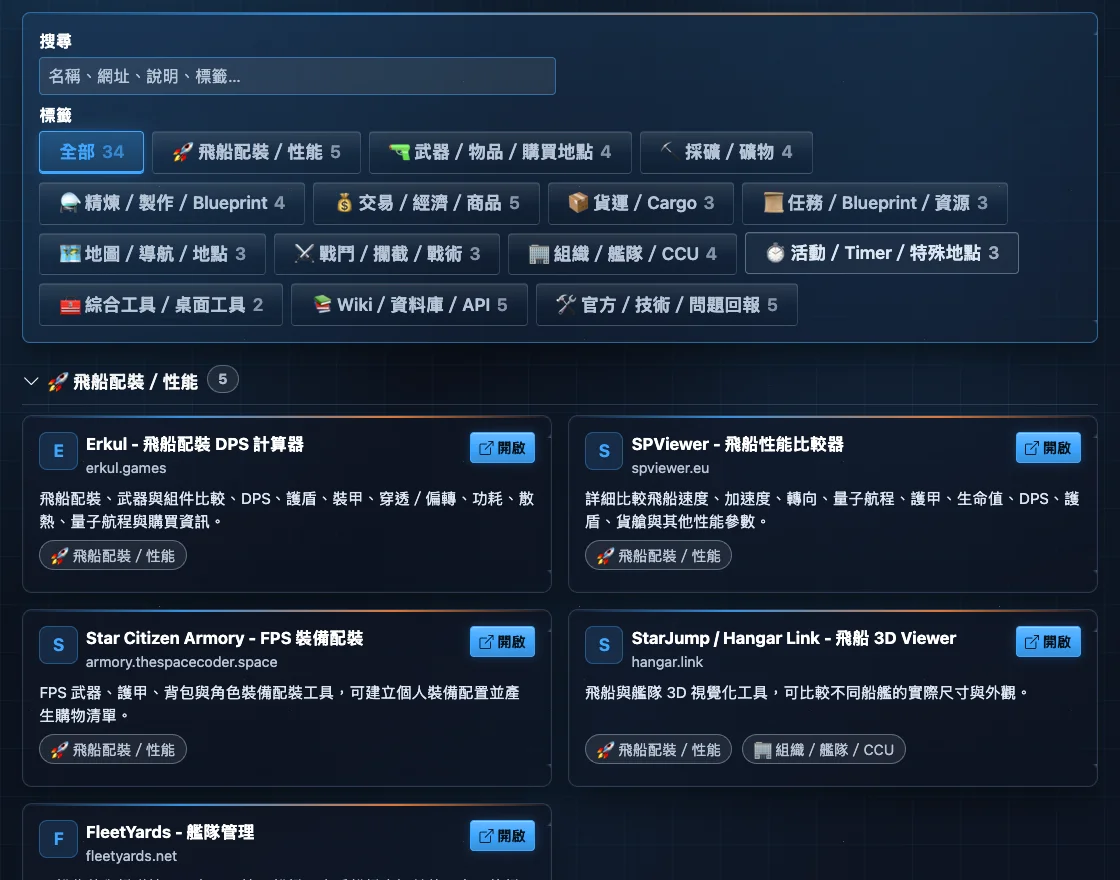 搜尋
名稱、網址、說明、標籤...
標籤
全部 34 飛船配裝 / 性能 5 武器 / 物品 / 購買地點 4 採礦 / 礦物 4
精煉 / 製作 / Blueprint 4 交易 / 經濟 / 商品 5 貨運 / Cargo 3 任務 / Blueprint / 資源 3
地圖 / 導航 / 地點 3 戰鬥 / 攔截 / 戰術 3 組織 / 艦隊 / CCU 4 活動 / Timer / 特殊地點 3
綜合工具 / 桌面工具 2 Wiki / 資料庫 / API 5 官方 / 技術 / 問題回報 5
飛船配裝 / 性能 5
E Erkul - 飛船配裝 DPS 計算器 開啟
erkul.games
飛船配裝、武器與組件比較、DPS、護盾、裝甲、穿透 / 偏轉、功耗、散
熱、量子航程與購買資訊。
飛船配裝 / 性能
S SPViewer - 飛船性能比較器 開啟
spviewer.eu
詳細比較飛船速度、加速度、轉向、量子航程、護甲、生命值、DPS、護
盾、貨艙與其他性能參數。
飛船配裝 / 性能
S Star Citizen Armory - FPS 裝備配裝 開啟
armory.thespacecoder.space
FPS 武器、護甲、背包與角色裝備配裝工具，可建立個人裝備配置並產
生購物清單。
飛船配裝 / 性能
S StarJump / Hangar Link - 飛船 3D Viewer 開啟
hangar.link
飛船與艦隊 3D 視覺化工具，可比較不同船艦的實際尺寸與外觀。
飛船配裝 / 性能 組織 / 艦隊 / CCU
F FleetYards - 艦隊管理 開啟
fleetyards.net